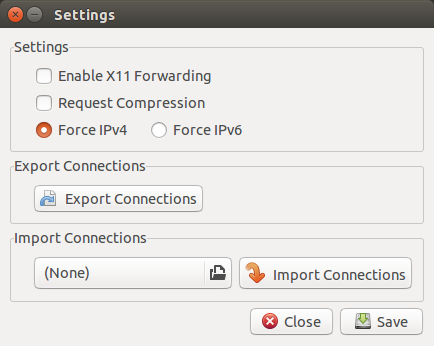 Settings
Settings
Enable X11 Forwarding
Request Compression
Force IPv4 Force IPv6
Export Connections
Export Connections
Import Connections
(None) Import Connections
Close Save